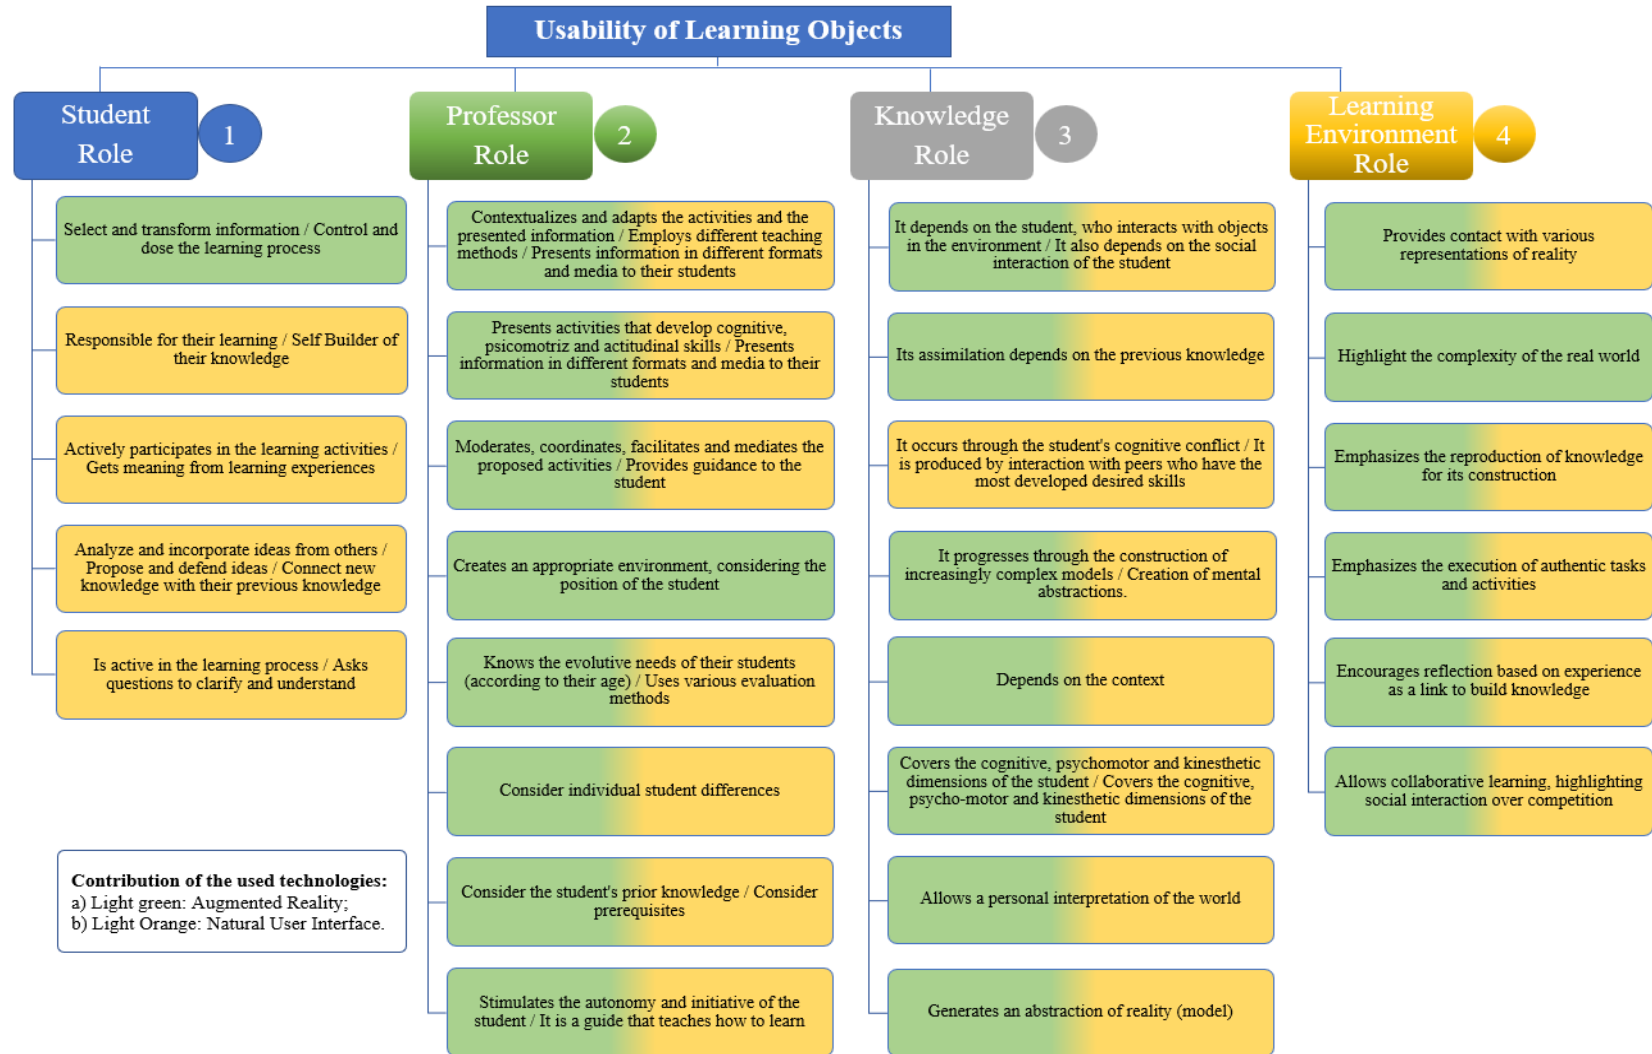 Usability of Learning Objects
Student
Role
1
Select and transform information / Control and
dose the learning process
Responsible for their learning / Self Builder of
their knowledge
Actively participates in the learning activities /
Gets meaning from learning experiences
Analyze and incorporate ideas from others /
Propose and defend ideas / Connect new
knowledge with their previous knowledge
Is active in the learning process / Asks
questions to clarify and understand
Contribution of the used technologies:
a) Light green: Augmented Reality;
b) Light Orange: Natural User Interface.
Professor
Role
2
Contextualizes and adapts the activities and the
presented information / Employs different teaching
methods / Presents information in different formats
and media to their students
Presents activities that develop cognitive,
psicomotriz and actitudinal skills / Presents
information in different formats and media to their
students
Moderates, coordinates, facilitates and mediates the
proposed activities / Provides guidance to the
student
Creates an appropriate environment, considering the
position of the student
Knows the evolutive needs of their students
(according to their age) / Uses various evaluation
methods
Consider individual student differences
Consider the student's prior knowledge / Consider
prerequisites
Stimulates the autonomy and initiative of the
student / It is a guide that teaches how to learn
Knowledge
Role
3
It depends on the student, who interacts with objects
in the environment / It also depends on the social
interaction of the student
Its assimilation depends on the previous knowledge
It occurs through the student's cognitive conflict / It
is produced by interaction with peers who have the
most developed desired skills
It progresses through the construction of
increasingly complex models / Creation of mental
abstractions.
Depends on the context
Covers the cognitive, psychomotor and kinesthetic
dimensions of the student / Covers the cognitive,
psycho-motor and kinesthetic dimensions of the
student
Allows a personal interpretation of the world
Generates an abstraction of reality (model)
Learning
Environment
Role
4
Provides contact with various
representations of reality
Highlight the complexity of the real world
Emphasizes the reproduction of knowledge
for its construction
Emphasizes the execution of authentic tasks
and activities
Encourages reflection based on experience
as a link to build knowledge
Allows collaborative learning, highlighting
social interaction over competition